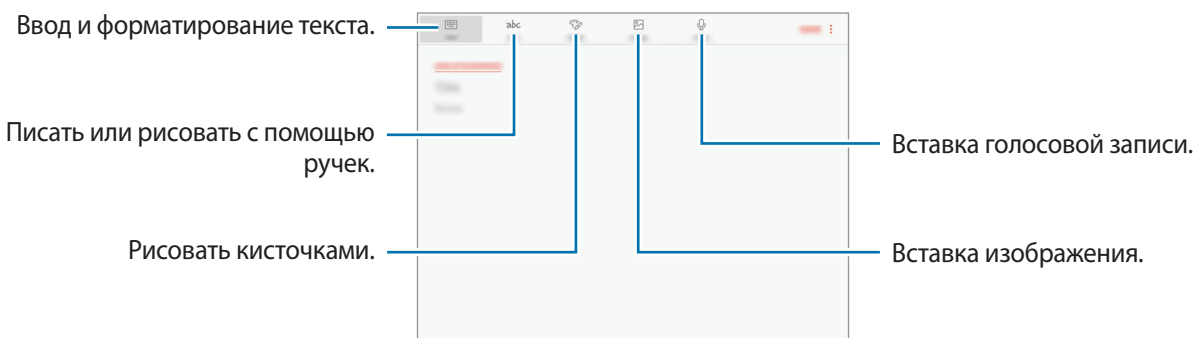 Ввод и форматирование текста.
abc
Писать или рисовать с помощью
ручек.
Вставка голосовой записи.
Рисовать кисточками.
Вставка изображения.